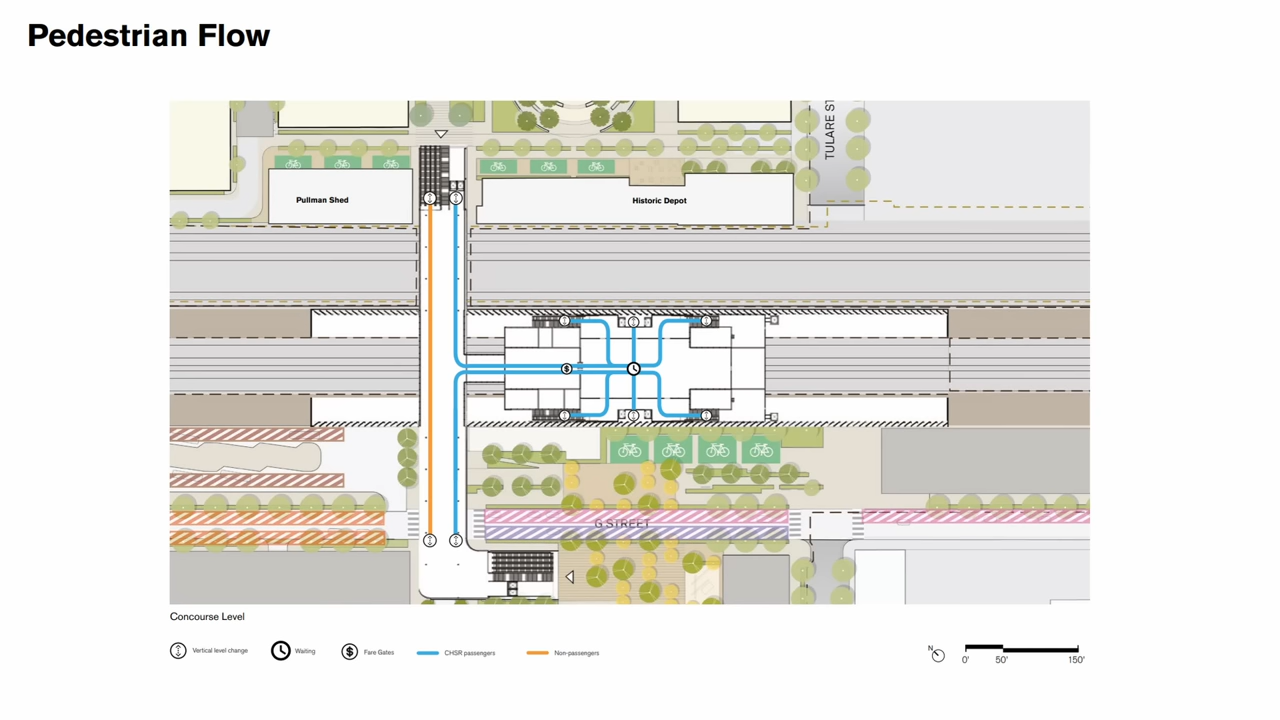 Pedestrian Flow
TULARE ST
Pullman Shed
Historic Depot
$
G STREET
Concourse Level
Vertical level change
Waiting
$ Fare Gates
CHSR passengers
Non-passengers
N
0' 50' 150'